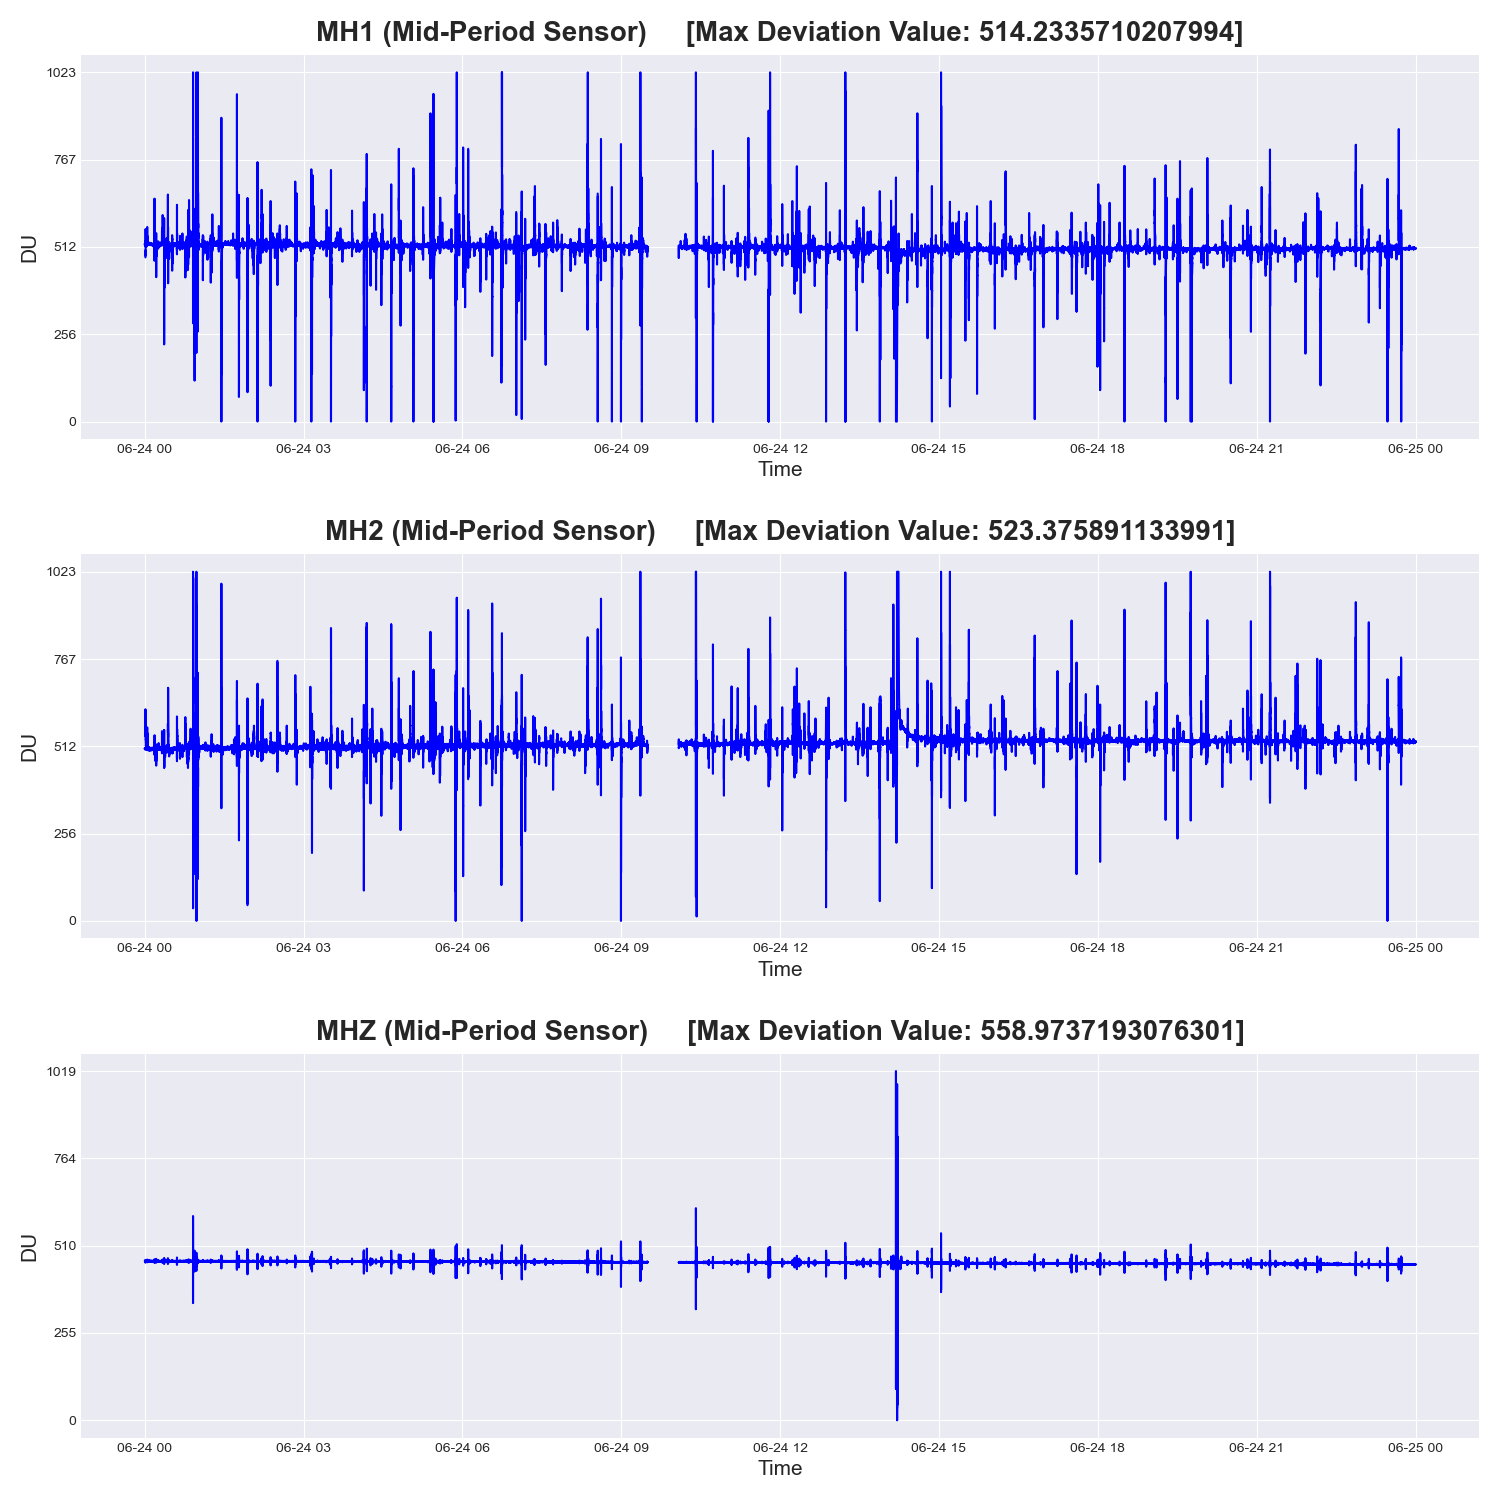 MH1 (Mid-Period Sensor) [Max Deviation Value: 514.2335710207994]
1023
767
512
256
0
DU
06-24 00 06-24 03 06-24 06 06-24 09 06-24 12 06-24 15 06-24 18 06-24 21 06-25 00
Time
MH2 (Mid-Period Sensor) [Max Deviation Value: 523.375891133991]
1023
767
512
256
0
DU
06-24 00 06-24 03 06-24 06 06-24 09 06-24 12 06-24 15 06-24 18 06-24 21 06-25 00
Time
MHZ (Mid-Period Sensor) [Max Deviation Value: 558.9737193076301]
1019
764
510
255
0
DU
06-24 00 06-24 03 06-24 06 06-24 09 06-24 12 06-24 15 06-24 18 06-24 21 06-25 00
Time